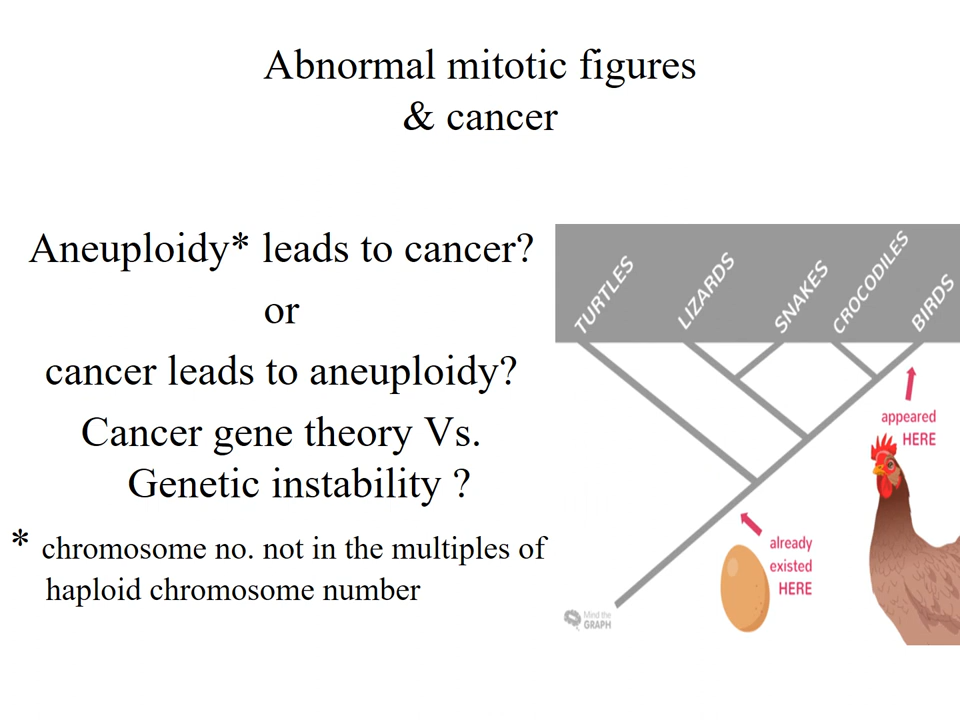 Abnormal mitotic figures
& cancer
Aneuploidy* leads to cancer?
or
cancer leads to aneuploidy?
Cancer gene theory Vs.
Genetic instability ?
* chromosome no. not in the multiples of
haploid chromosome number
TURTLES
LIZARDS
SNAKES
CROCODILES
BIRDS
appeared
HERE
already
existed
HERE
Mind the
GRAPH